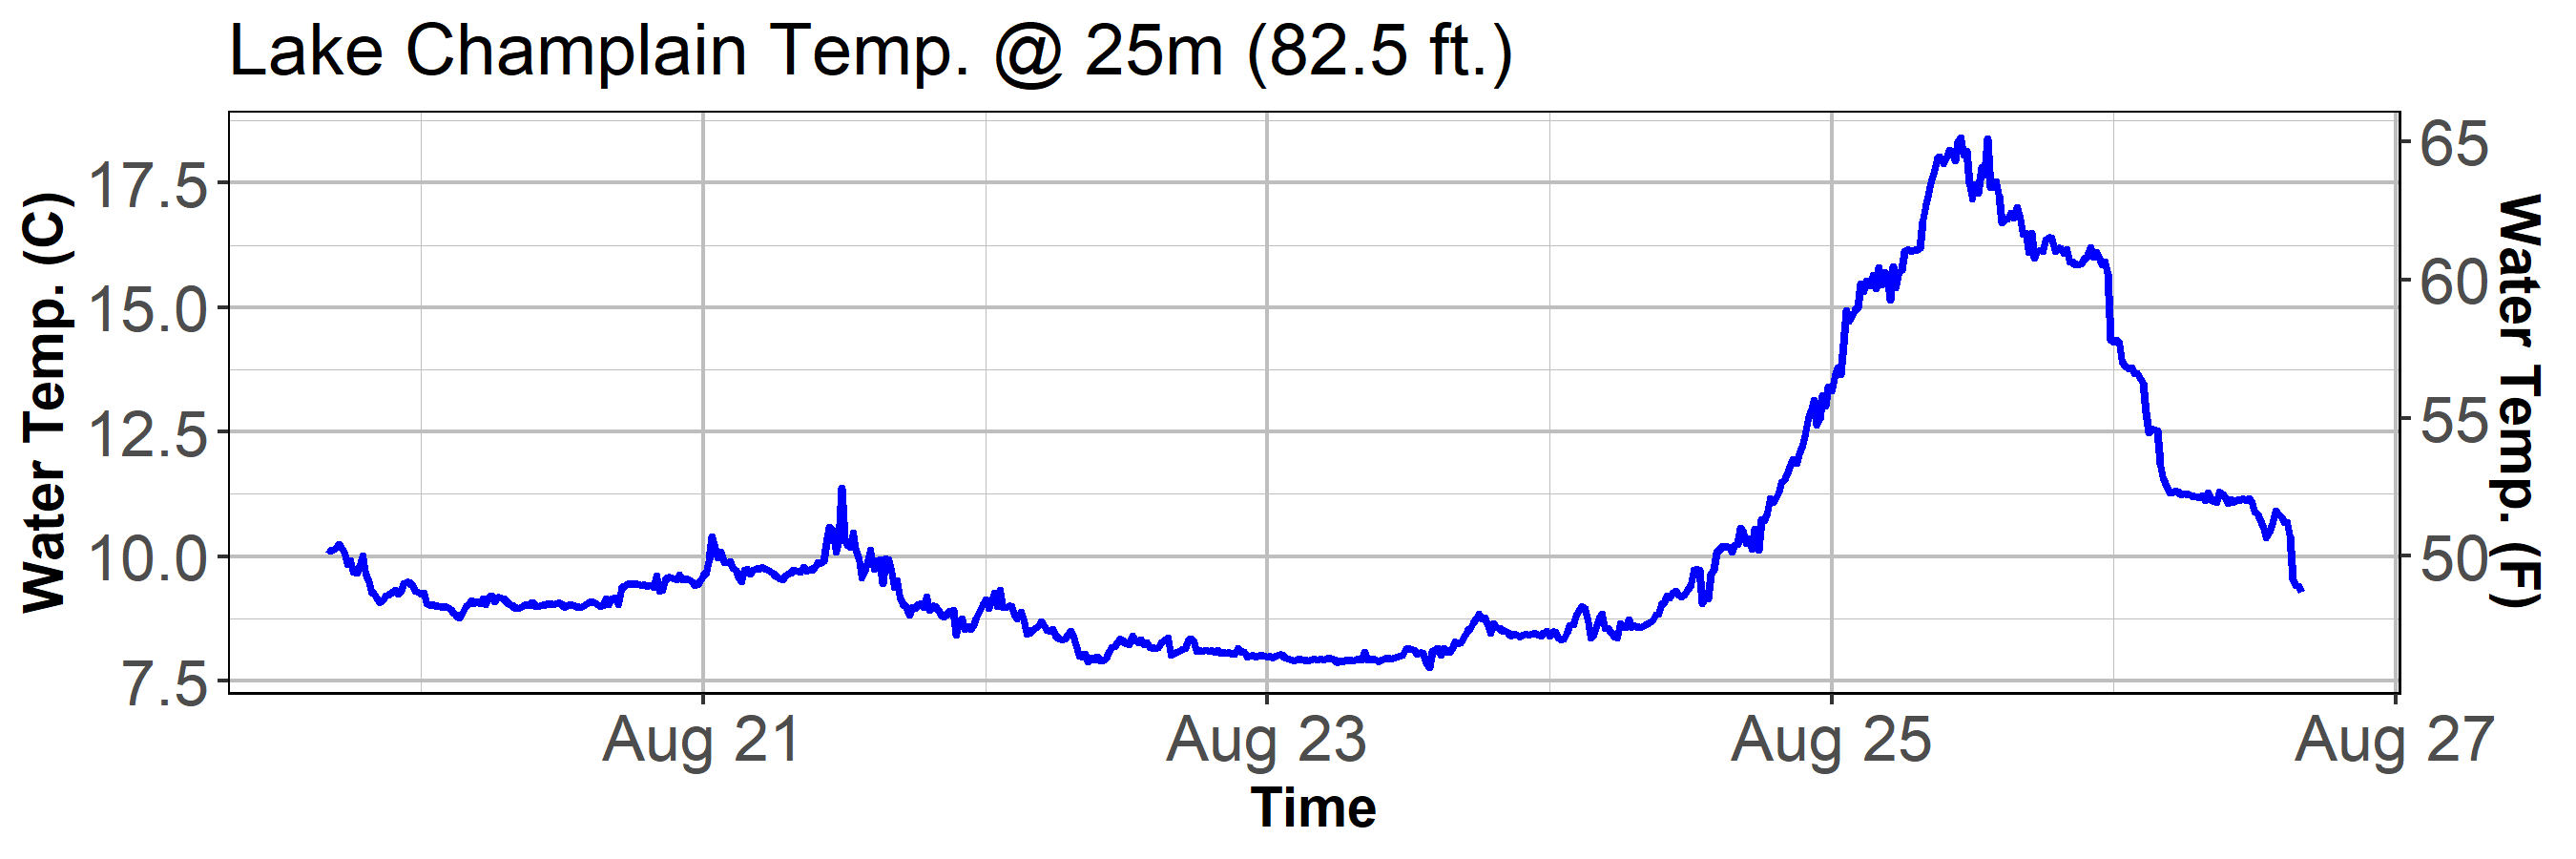 Lake Champlain Temp. @ 25m (82.5 ft.)
Water Temp. (C)
17.5
15.0
12.5
10.0
7.5
65
60
55
50
Water Temp. (F)
Aug 21 Aug 23 Aug 25 Aug 27
Time